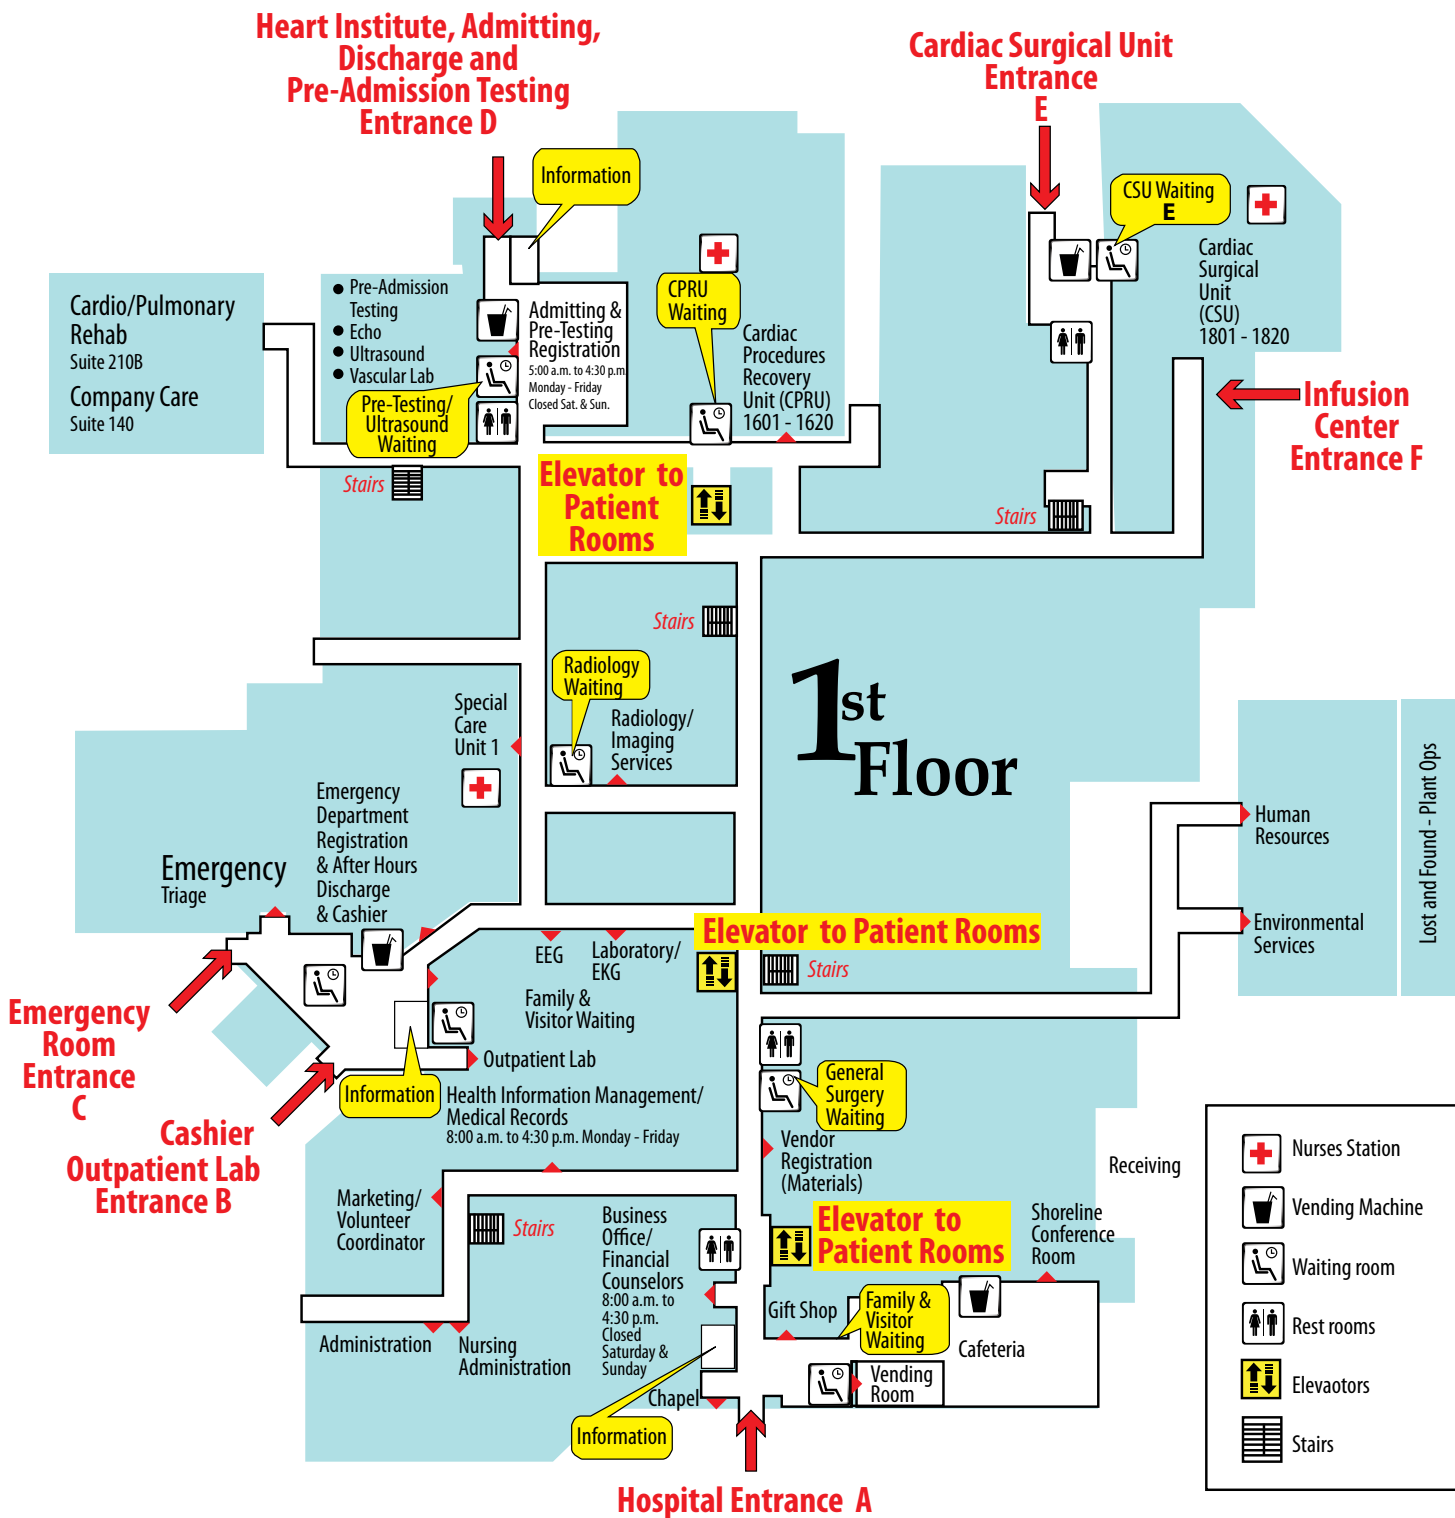 Heart Institute, Admitting,
Discharge and
Pre-Admission Testing
Entrance D
Cardiac Surgical Unit
Entrance
E
Information
CSU Waiting
E
Cardiac
Surgical
Unit
(CSU)
1801 - 1820
Cardio/Pulmonary
Rehab
Suite 210B
Company Care
Suite 140
Pre-Admission
Testing
Echo
Ultrasound
Vascular Lab
Pre-Testing/
Ultrasound
Waiting
Admitting &
Pre-Testing
Registration
5:00 a.m. to 4:30 p.m.
Monday - Friday
Closed Sat. & Sun.
CPRU
Waiting
Cardiac
Procedures
Recovery
Unit (CPRU)
1601 - 1620
Infusion
Center
Entrance F
Stairs
Elevator to
Patient
Rooms
Stairs
Stairs
Radiology
Waiting
Radiology/
Imaging
Services
1st
Floor
Special
Care
Unit 1
Emergency
Department
Registration
& After Hours
Discharge
& Cashier
Emergency
Triage
Human
Resources
Environmental
Services
Lost and Found - Plant Ops
Elevator to Patient Rooms
Stairs
EEG
Laboratory/
EKG
Family &
Visitor Waiting
Outpatient Lab
Emergency
Room
Entrance
C
Cashier
Outpatient Lab
Entrance B
Information
Health Information Management/
Medical Records
8:00 a.m. to 4:30 p.m. Monday - Friday
General
Surgery
Waiting
Vendor
Registration
(Materials)
Receiving
Marketing/
Volunteer
Coordinator
Stairs
Business
Office/
Financial
Counselors
8:00 a.m. to
4:30 p.m.
Closed
Saturday &
Sunday
Elevator to
Patient Rooms
Shoreline
Conference
Room
Gift Shop
Family &
Visitor
Waiting
Cafeteria
Administration
Nursing
Administration
Vending
Room
Chapel
Information
Hospital Entrance A
Nurses Station
Vending Machine
Waiting room
Rest rooms
Elevaotors
Stairs